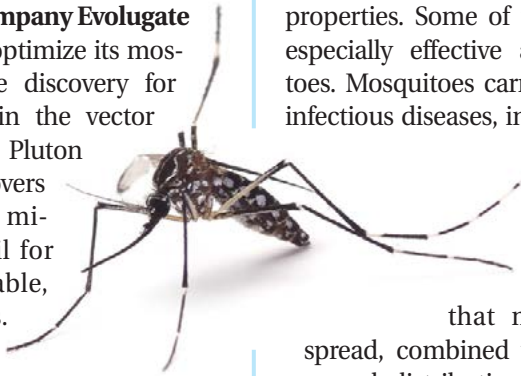 mpany Evolugate
optimize its mos-
e discovery for
in the vector
Pluton
vers
mi-
il for
able,
properties. Some of
especially effective a
toes. Mosquitoes carr
infectious diseases, in
that m
spread, combined